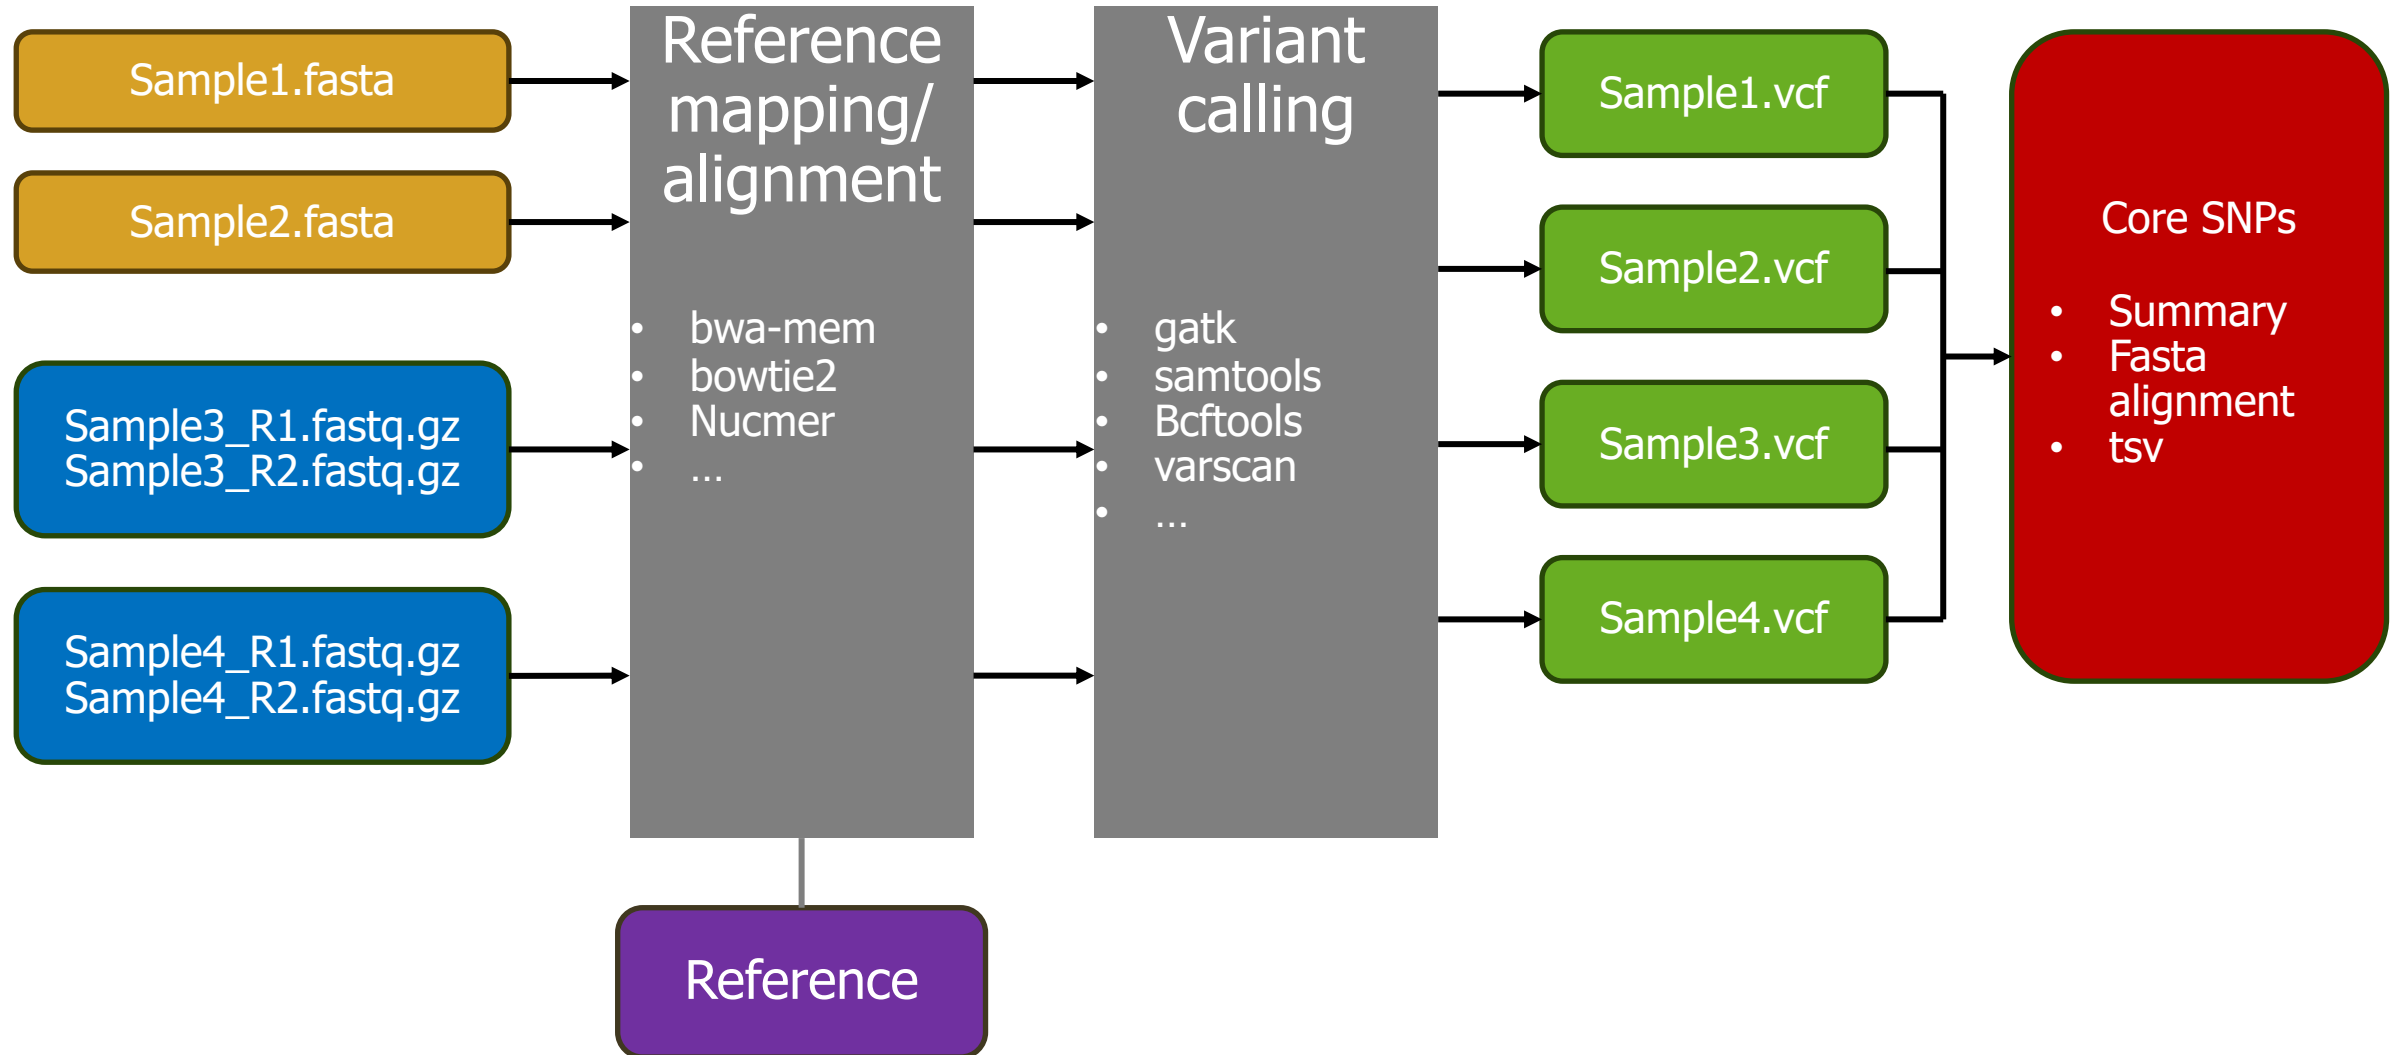 Sample1.fasta
Sample2.fasta
Sample3_R1.fastq.gz
Sample3_R2.fastq.gz
Sample4_R1.fastq.gz
Sample4_R2.fastq.gz
Reference
mapping/
alignment
• bwa-mem
• bowtie2
• Nucmer
• ...
Reference
Variant
calling
• gatk
• samtools
• Bcftools
• varscan
• ...
Sample1.vcf
Sample2.vcf
Sample3.vcf
Sample4.vcf
Core SNPs
• Summary
• Fasta
alignment
• tsv